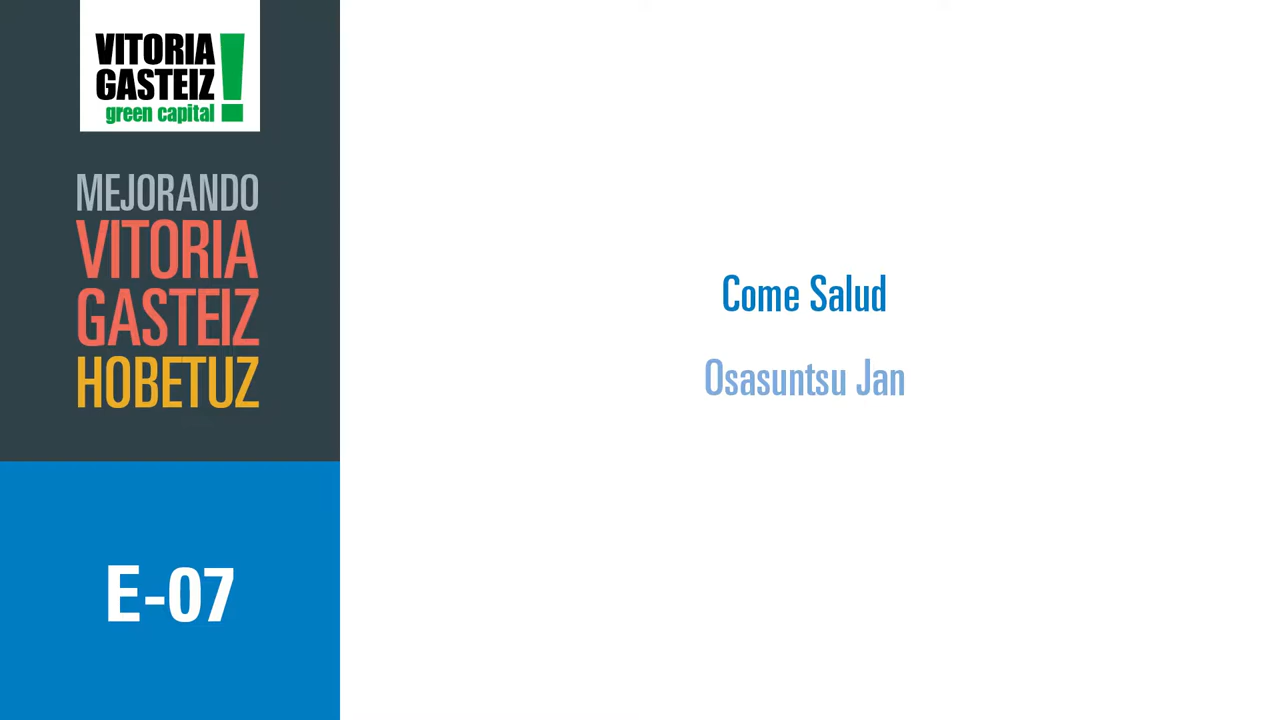 VITORIA
GASTEIZ
green capital
!
MEJORANDO
VITORIA
GASTEIZ
HOBETUZ
E-07
Come Salud
Osasuntsu Jan